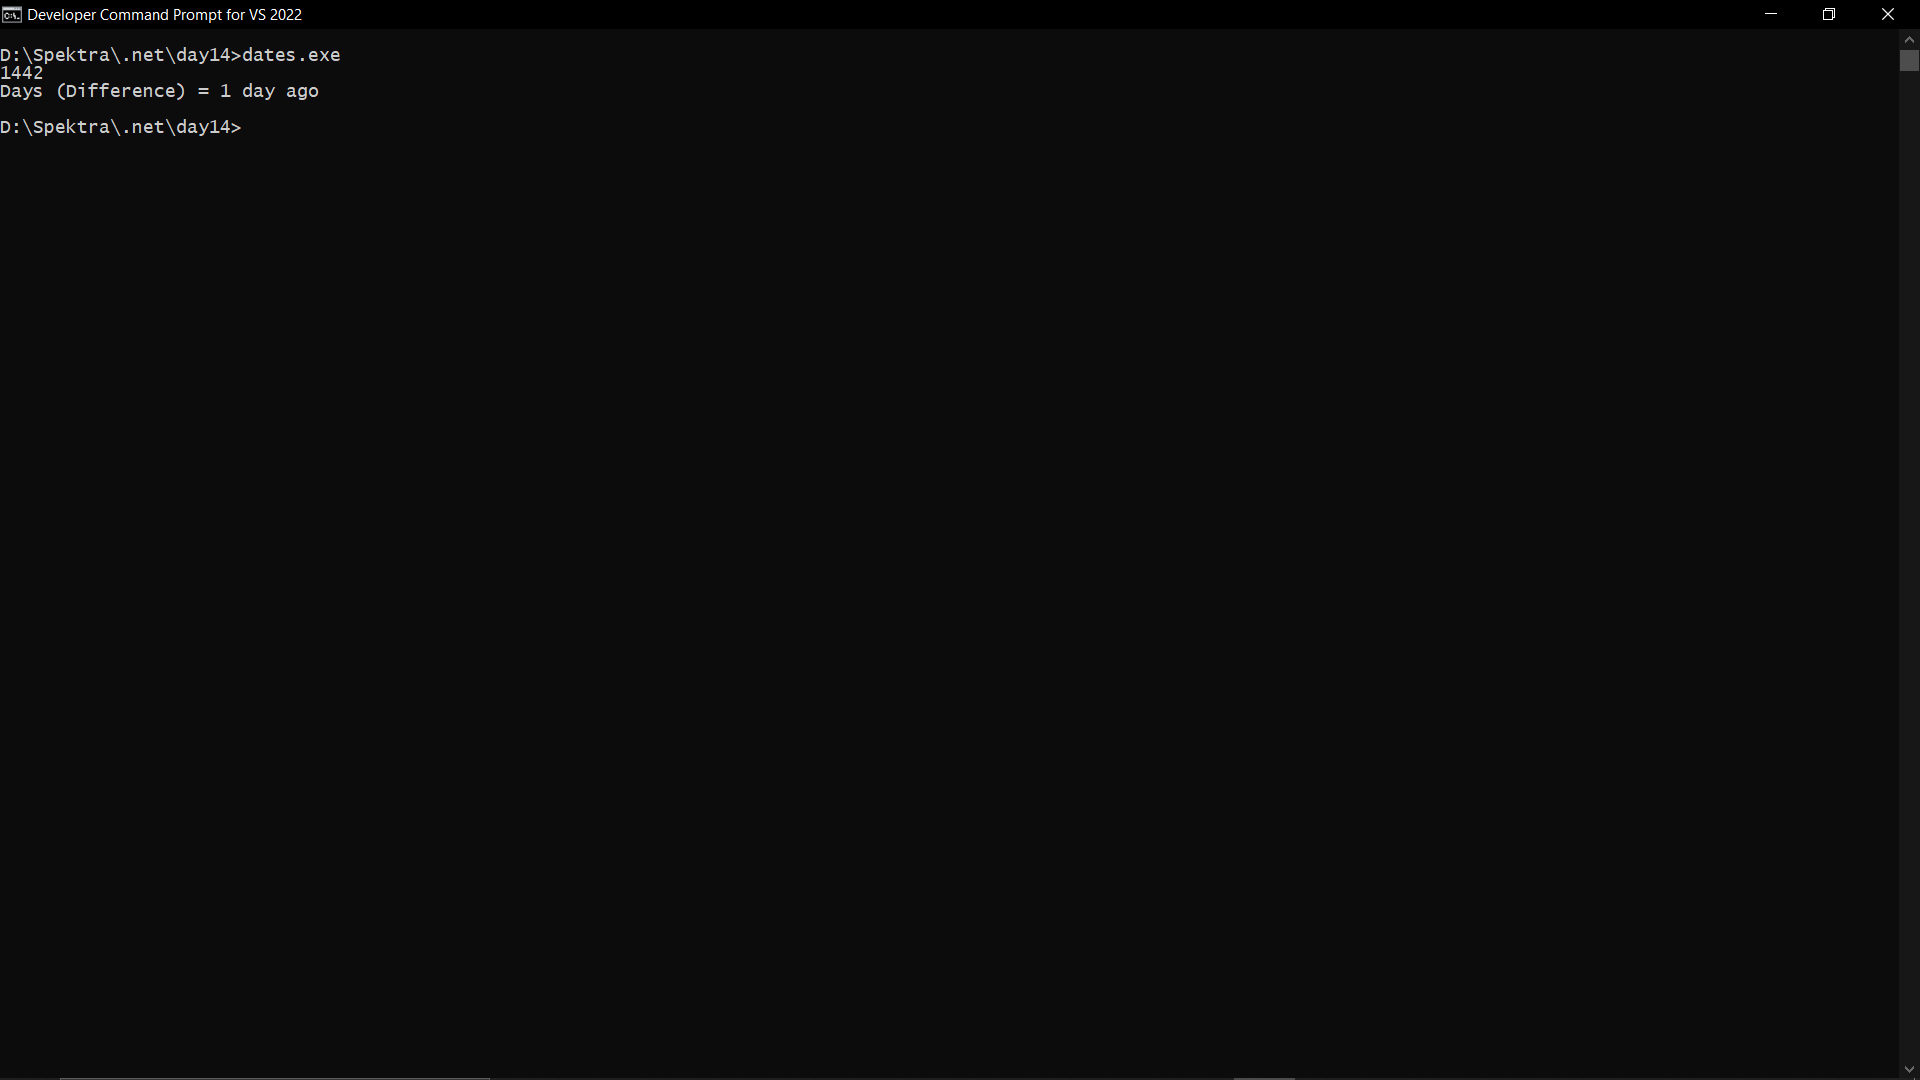 Developer Command Prompt for VS 2022
D:\Spektra\.net\day14>dates.exe
1442
Days (Difference) = 1 day ago
D:\Spektra\.net\day14>